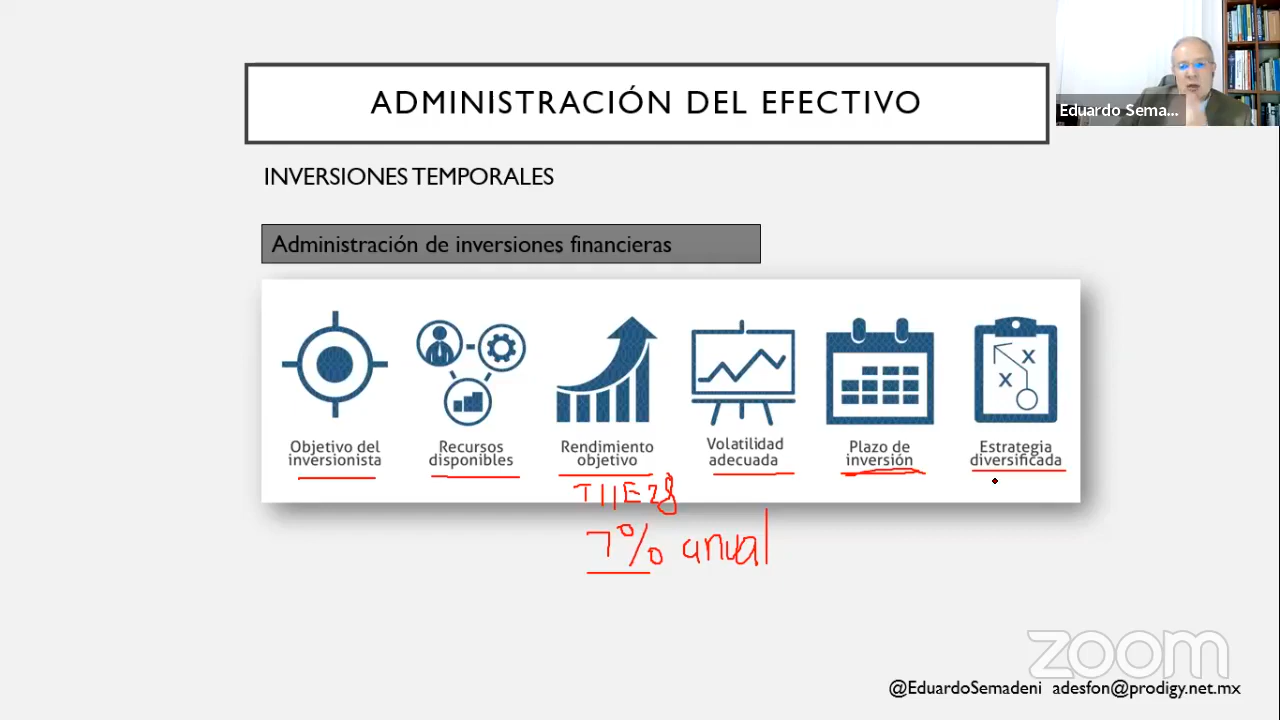 ADMINISTRACIÓN DEL EFECTIVO
Eduardo Sema...
INVERSIONES TEMPORALES
Administración de inversiones financieras
Objetivo del
inversionista
Recursos
disponibles
Rendimiento
objetivo
Volatilidad
adecuada
Plazo de
inversión
Estrategia
diversificada
TIIE28
7% anual
zoom
@EduardoSemadeni adesfon@prodigy.net.mx